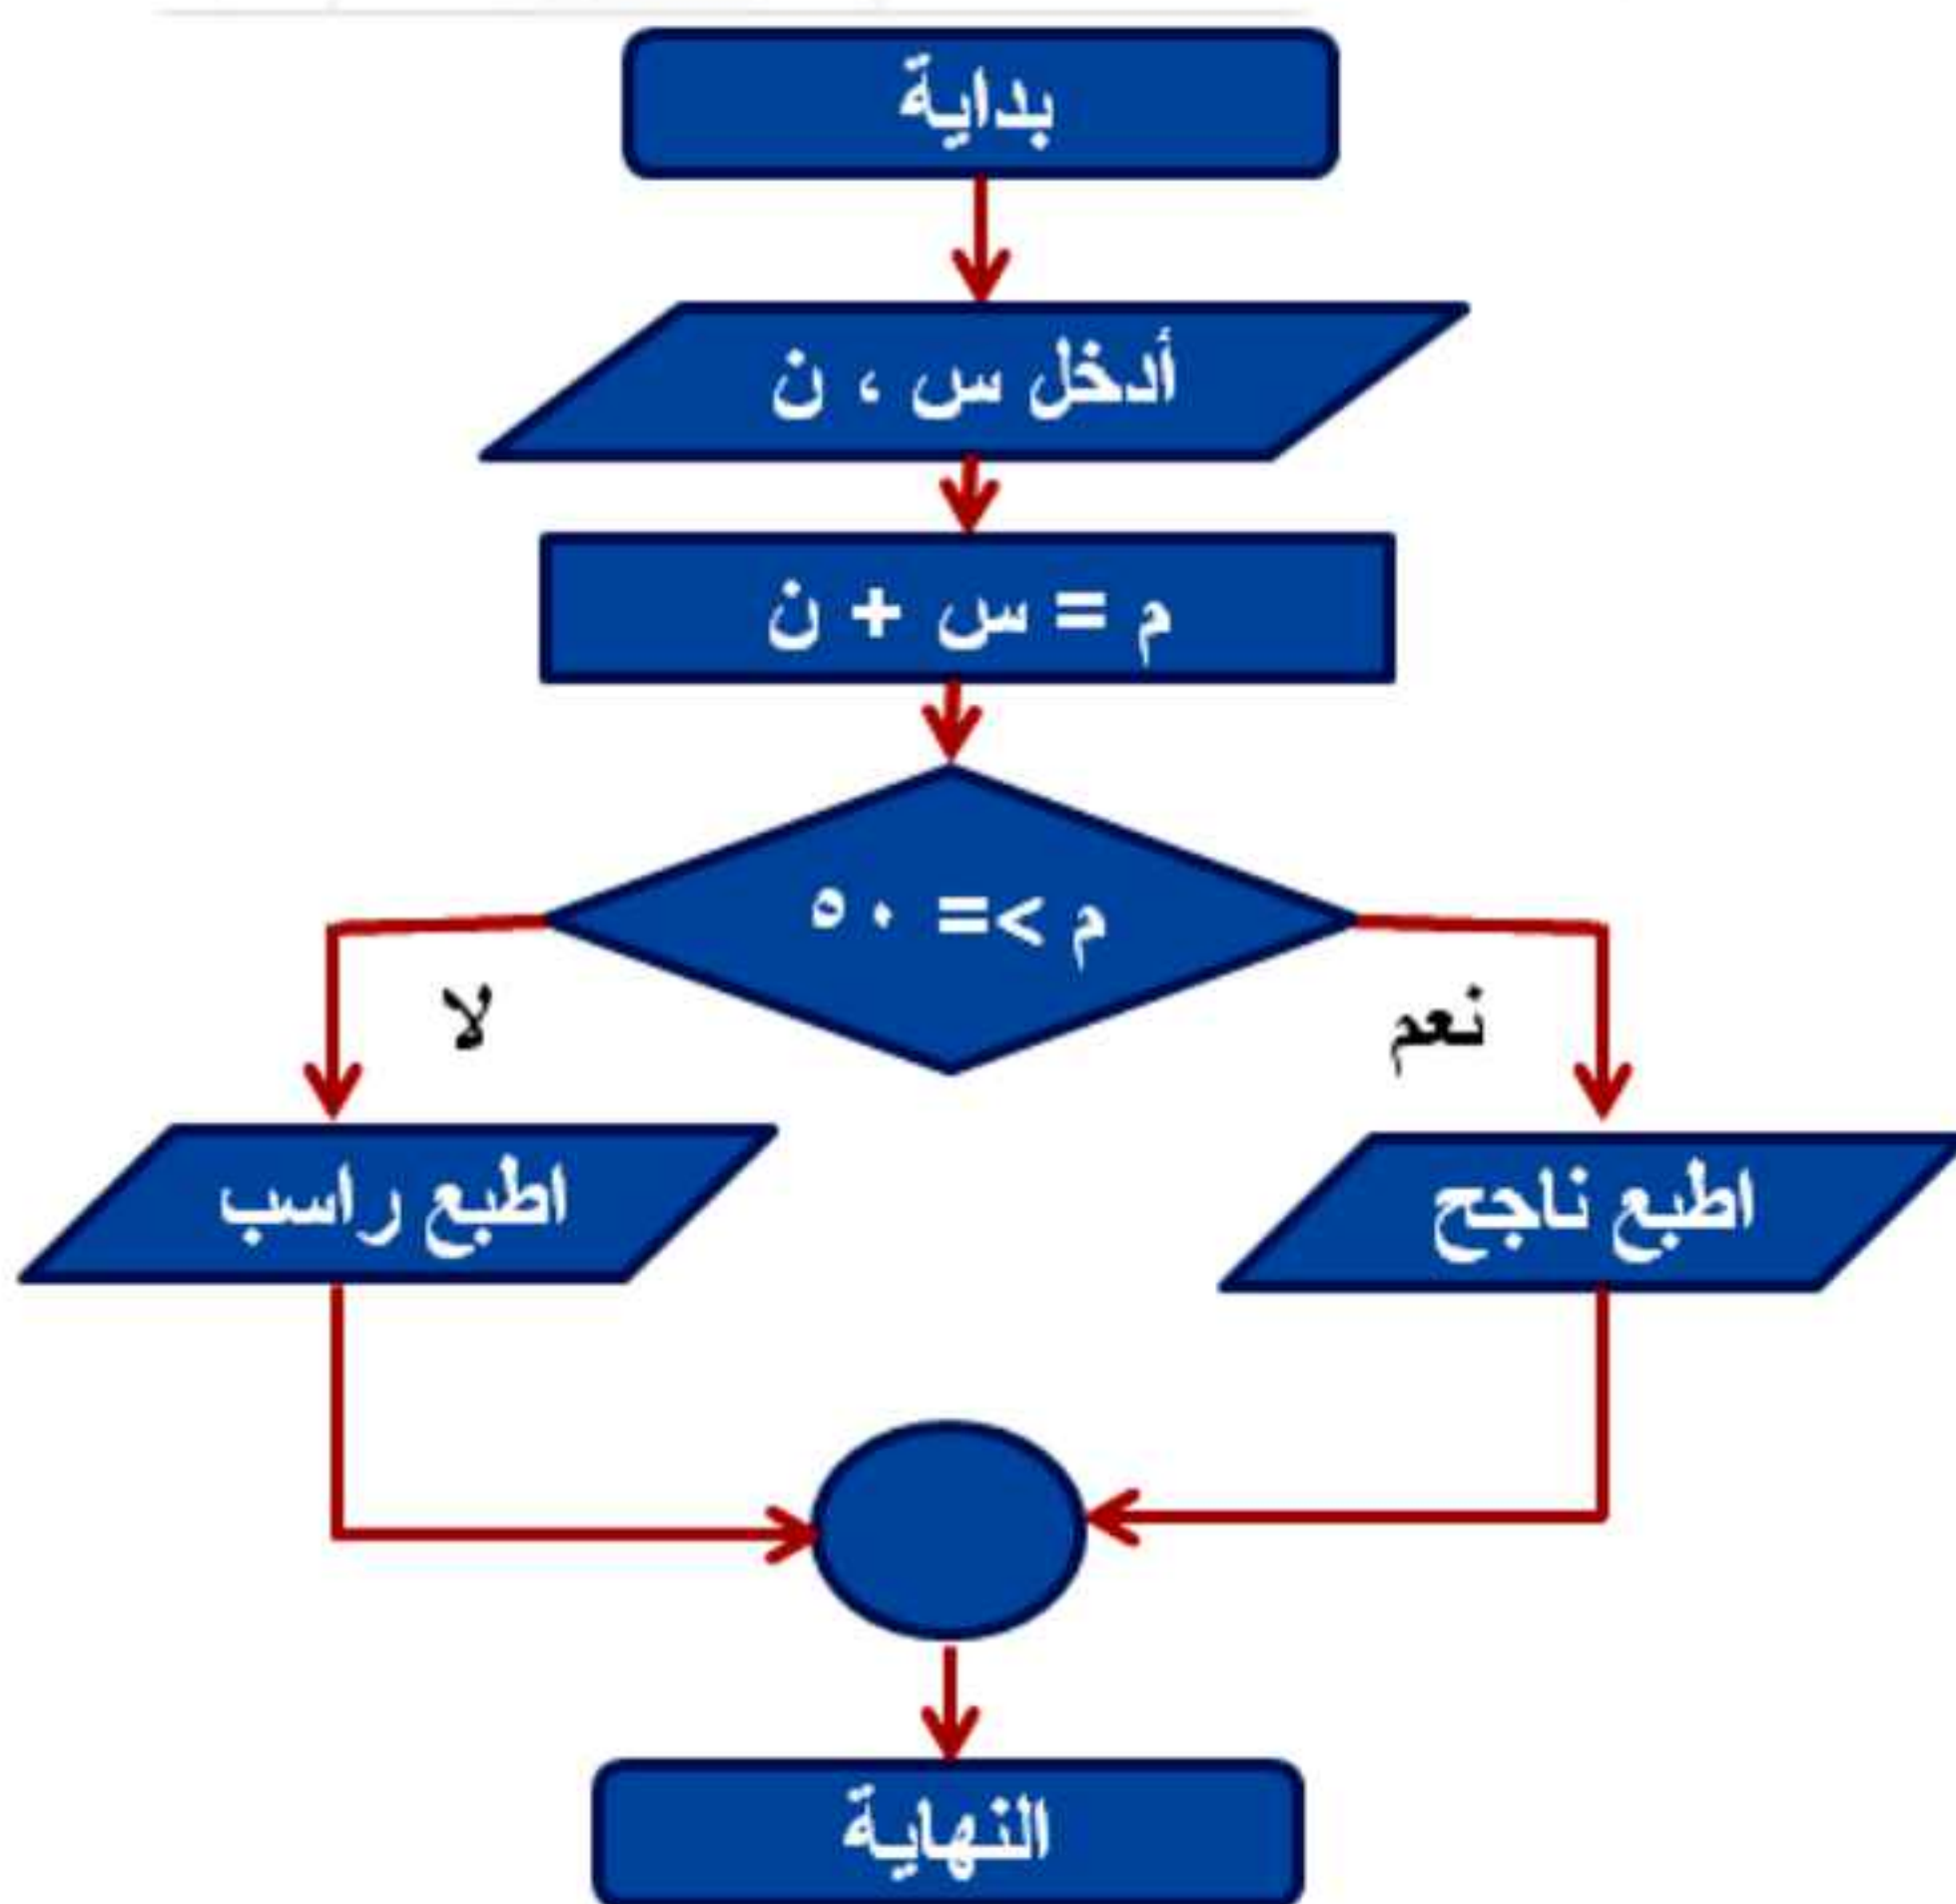 بداية
أدخل س ، ن
م = س + ن
م >= ٥٠
نعم
لا
اطبع ناجح
اطبع راسب
النهاية